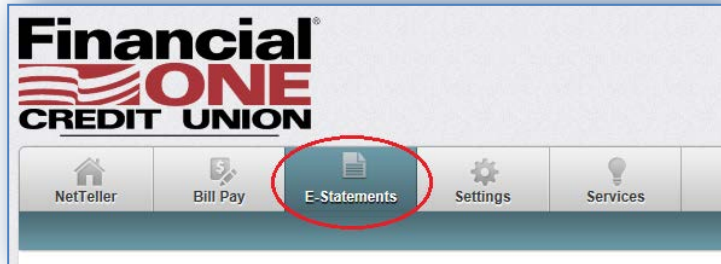 Financial®
ONE
CREDIT UNION
NetTeller
Bill Pay
E-Statements
Settings
Services